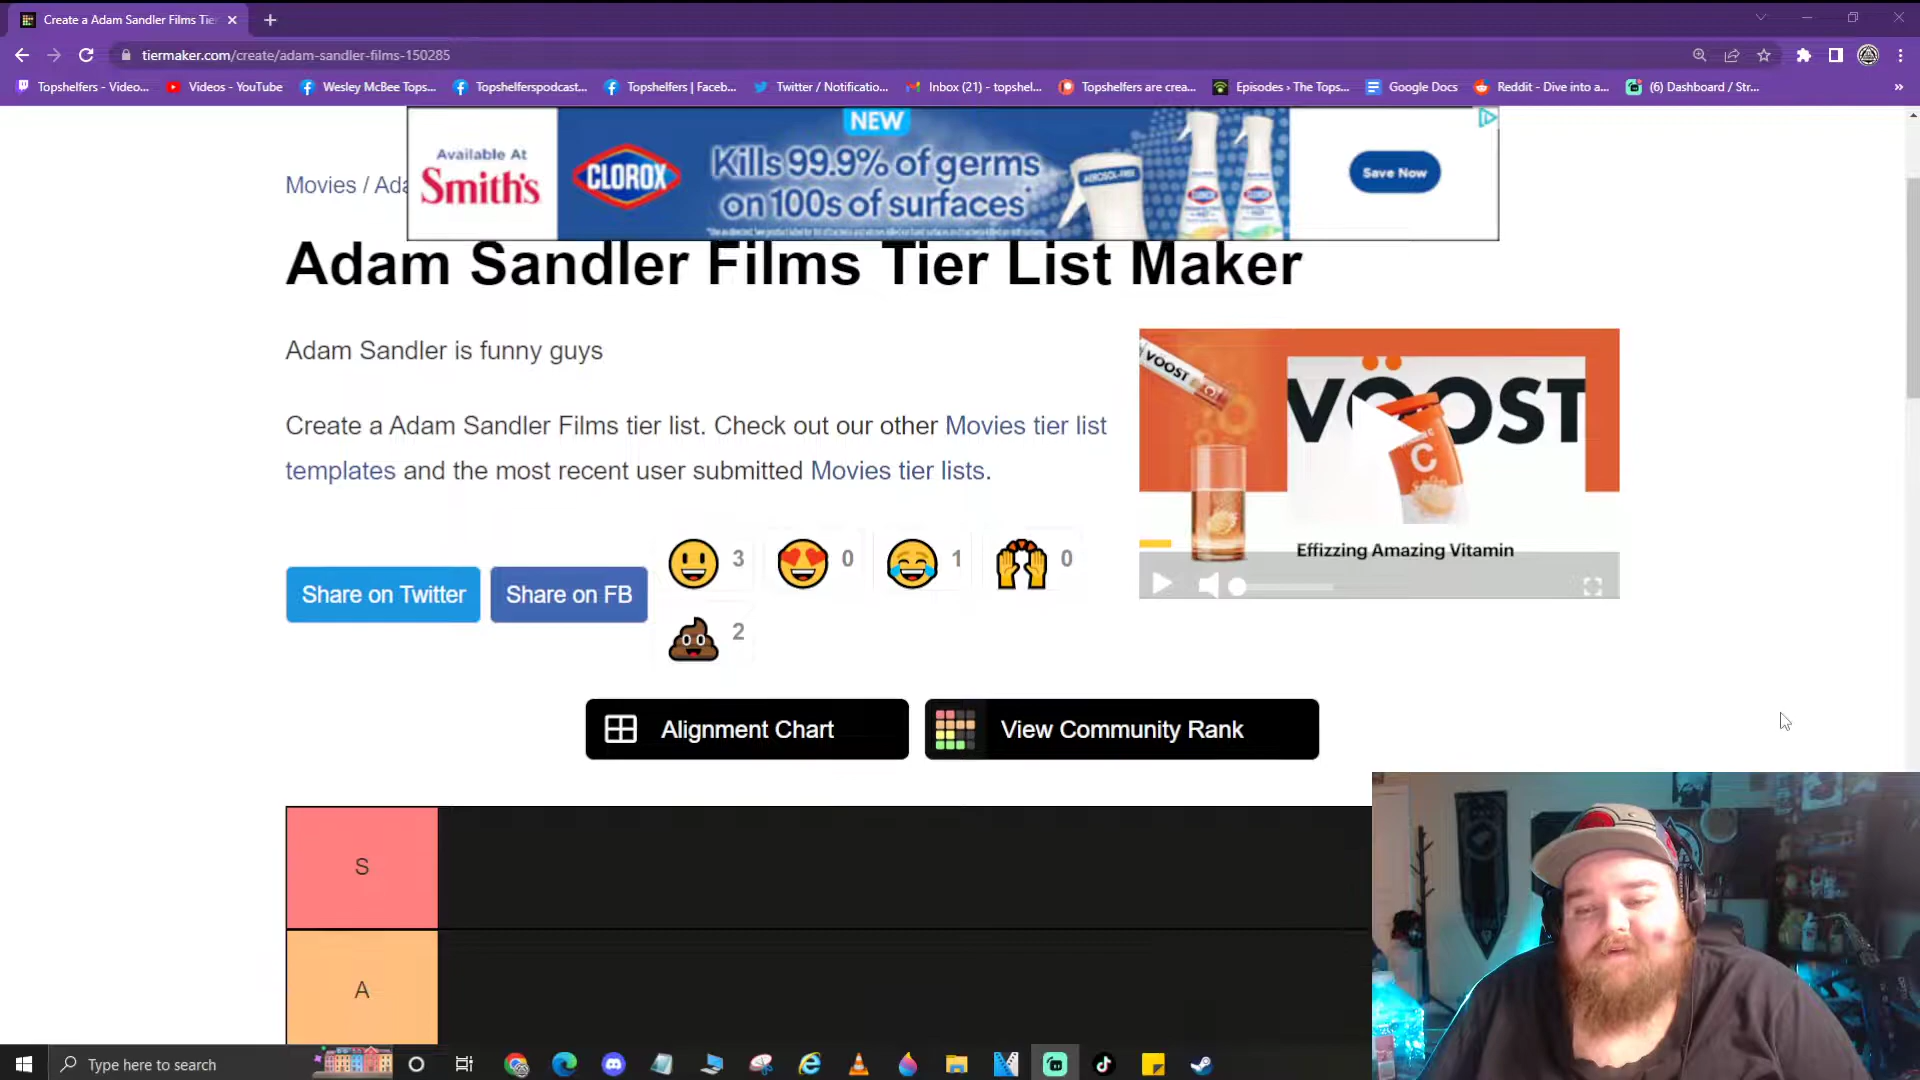 Create a Adam Sandler Films Tie
tiermaker.com/create/adam-sandler-films-150285
Topshelfers - Video...
Videos - YouTube
Wesley McBee Tops...
Topshelferspodcast...
Topshelfers | Faceb...
Twitter / Notificatio...
Inbox (21) - topshel...
Topshelfers are crea...
Episodes › The Tops...
Google Docs
Reddit - Dive into a...
(6) Dashboard / Str...
»
Available At
Smith's
CLOROX
NEW
Kills 99.9% of germs
on 100s of surfaces*
AEROSOL-FREE
Save Now
Movies / Ada
Adam Sandler Films Tier List Maker
Adam Sandler is funny guys
Create a Adam Sandler Films tier list. Check out our other Movies tier list
templates and the most recent user submitted Movies tier lists.
VOOST
VÖOST
C
Effizzing Amazing Vitamin
Share on Twitter
Share on FB
3
0
1
0
2
Alignment Chart
View Community Rank
S
A
Type here to search